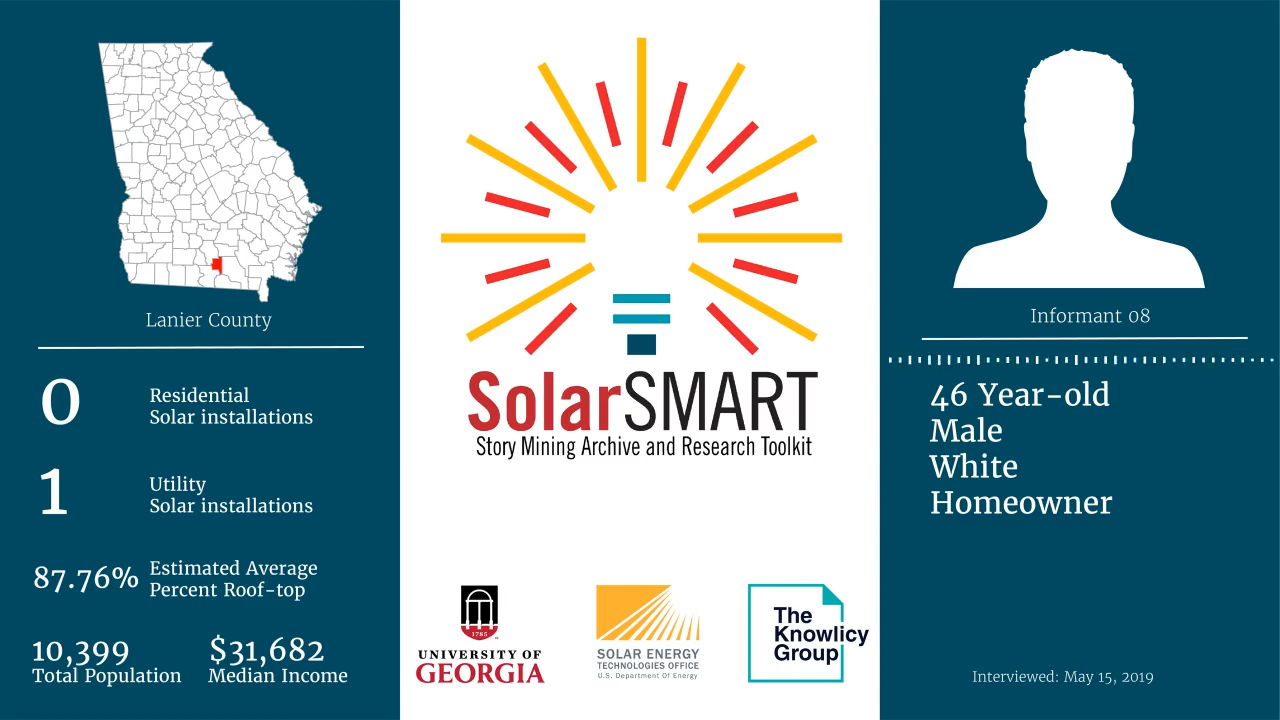 Lanier County
0
Residential
Solar installations
1
Utility
Solar installations
87.76%
Estimated Average
Percent Roof-top
10,399
Total Population
$31,682
Median Income
SolarSMART
Story Mining Archive and Research Toolkit
1785
UNIVERSITY OF
GEORGIA
SOLAR ENERGY
TECHNOLOGIES OFFICE
U.S. Department Of Energy
The
Knowlicy
Group
Informant 08
46 Year-old
Male
White
Homeowner
Interviewed: May 15, 2019